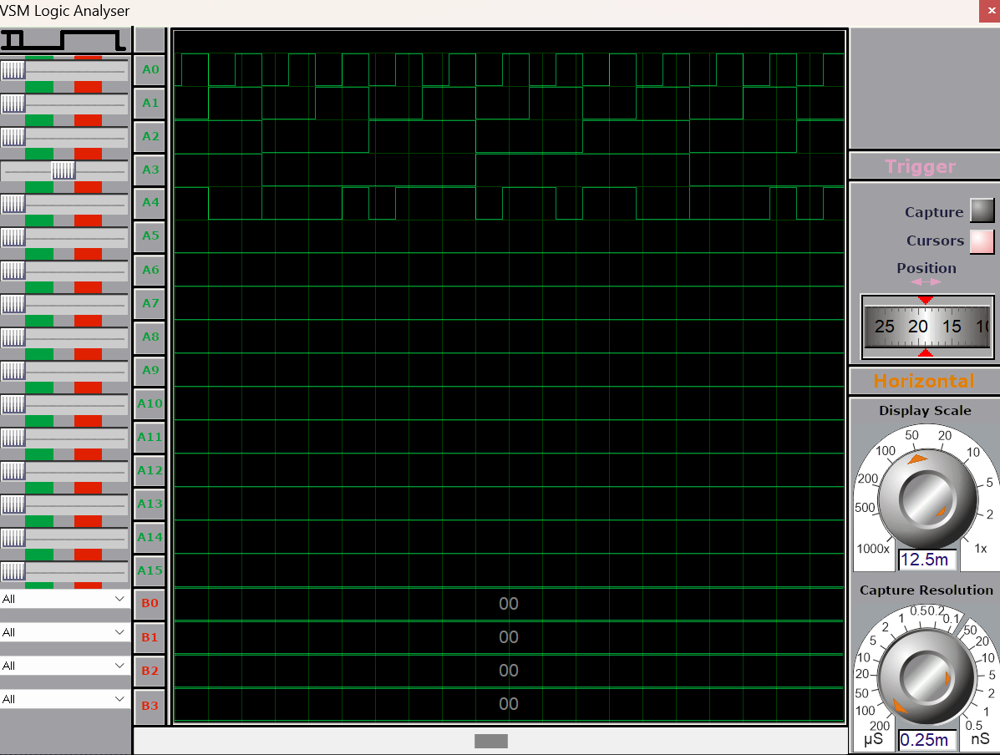 VSM Logic Analyser
A0
A1
A2
A3
A4
A5
A6
A7
A8
A9
A10
A11
A12
A13
A14
A15
All B0 00
All B1 00
All B2 00
All B3 00
Trigger
Capture
Cursors
Position
25 20 15 10
Horizontal
Display Scale
1000x 500 200 100 50 20 10 5 2 1x
12.5m
Capture Resolution
200 100 50 20 10 5 2 1 0.5 0.2 0.1 50 20 10 5 2 1 0.5
µS 0.25m nS